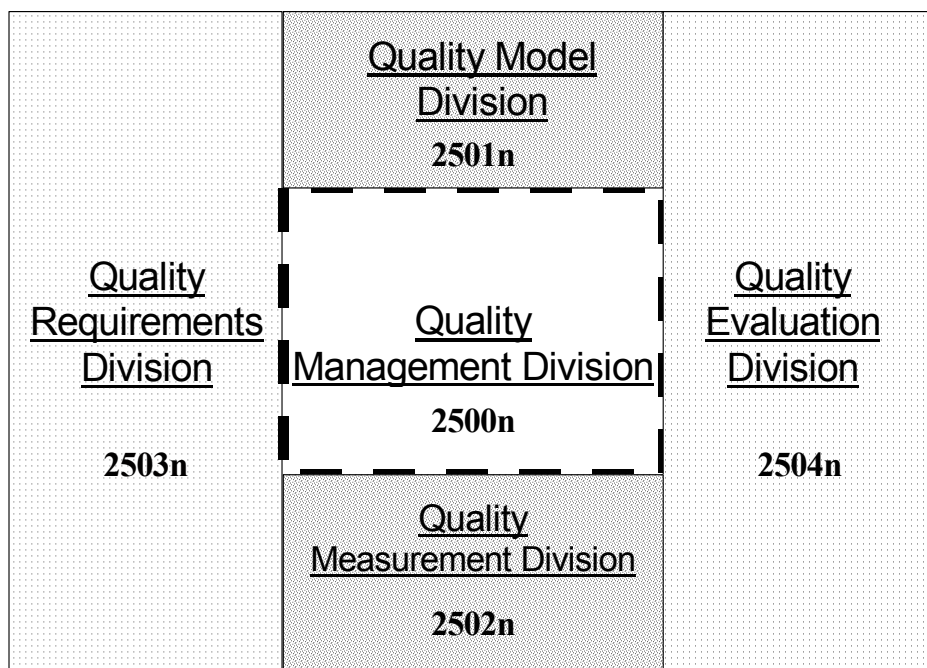 Quality Model
Division
2501n
Quality
Requirements
Division
2503n
Quality
Management Division
2500n
Quality
Evaluation
Division
2504n
Quality
Measurement Division
2502n